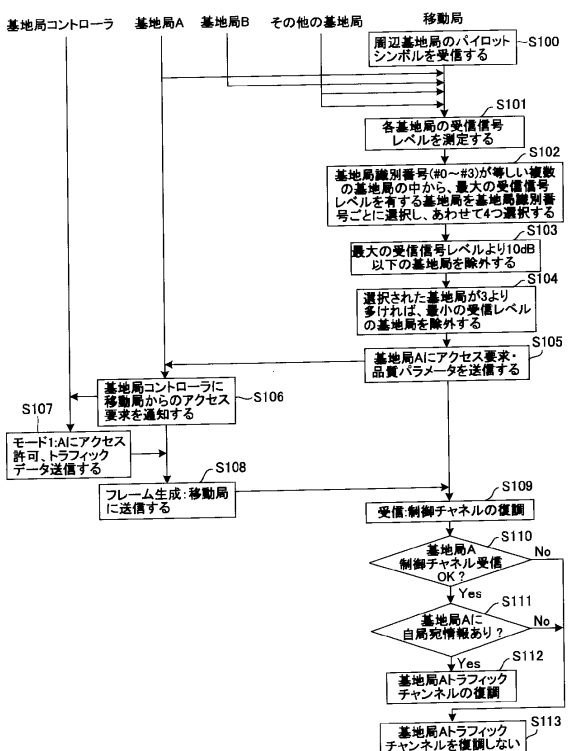 基地局コントローラ 基地局A 基地局B その他の基地局 移動局
周辺基地局のパイロット
シンボルを受信する
S100
S101
各基地局の受信信号
レベルを測定する
S102
基地局識別番号(#0~#3)が等しい複数
の基地局の中から、最大の受信信号
レベルを有する基地局を基地局識別番
号ごとに選択し、あわせて4つ選択する
S103
最大の受信信号レベルより10dB
以下の基地局を除外する
S104
選択された基地局が3より
多ければ、最小の受信レベル
の基地局を除外する
S105
基地局Aにアクセス要求・
品質パラメータを送信する
基地局コントローラに
移動局からのアクセス
要求を通知する
S106
S107
モード1:Aにアクセス
許可、トラフィック
データ送信する
S108
フレーム生成:移動局
に送信する
S109
受信:制御チャネルの復調
S110
基地局A
制御チャネル受信
OK?
No
Yes
S111
基地局Aに
自局宛情報あり?
No
Yes
S112
基地局Aトラフィック
チャンネルの復調
S113
基地局Aトラフィック
チャンネルを復調しない